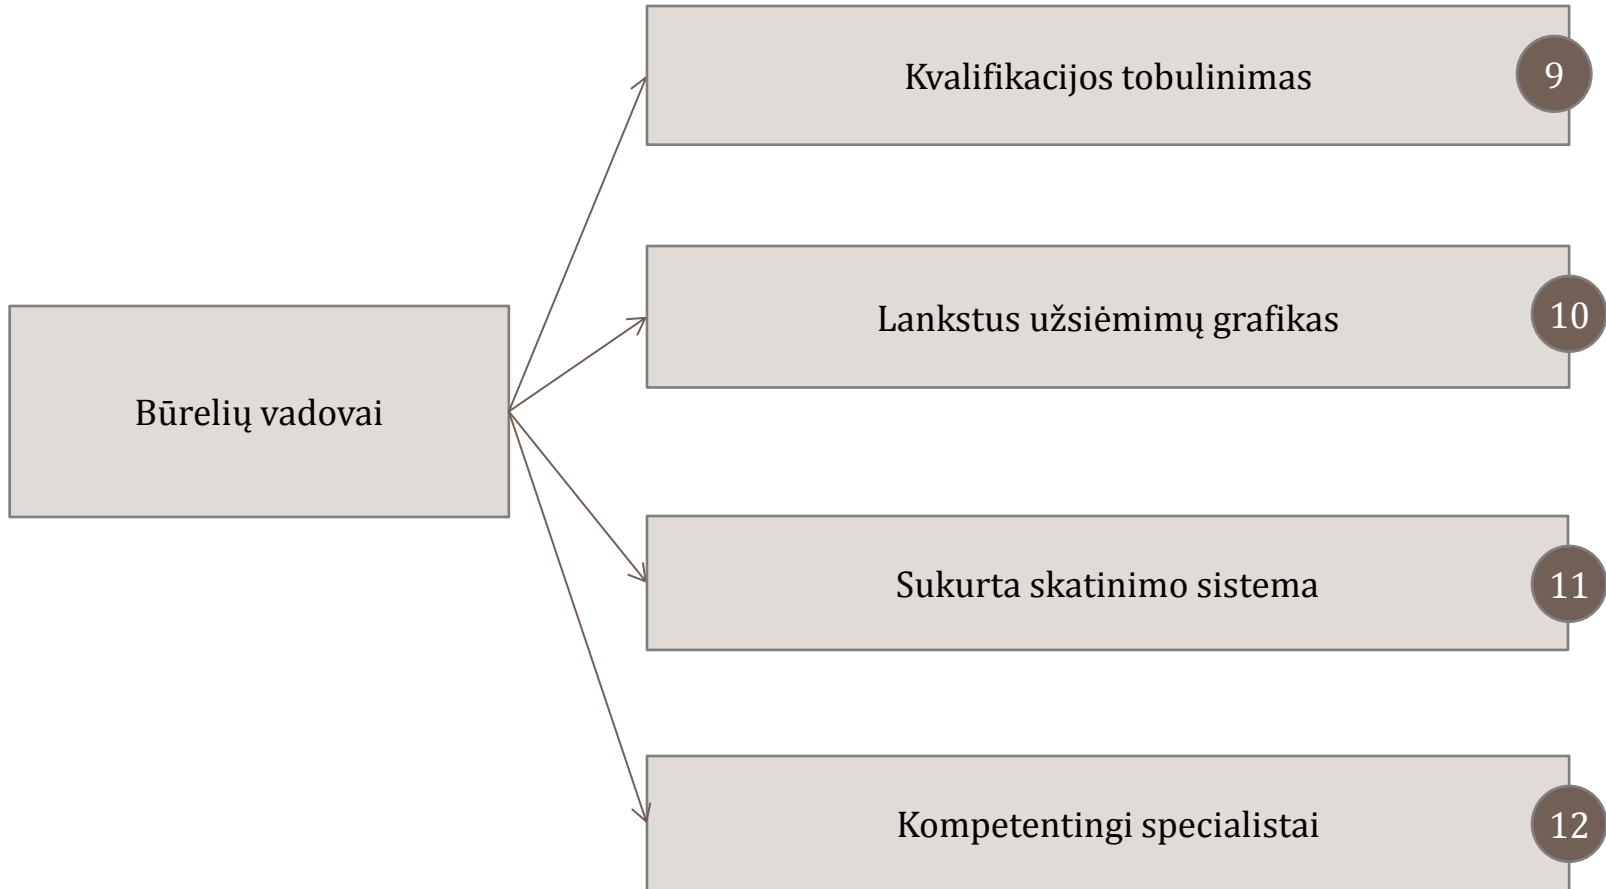 Kvalifikacijos tobulinimas
9
Lankstus užsiėmimų grafikas
10
Būrelių vadovai
Sukurta skatinimo sistema
11
Kompetentingi specialistai
12